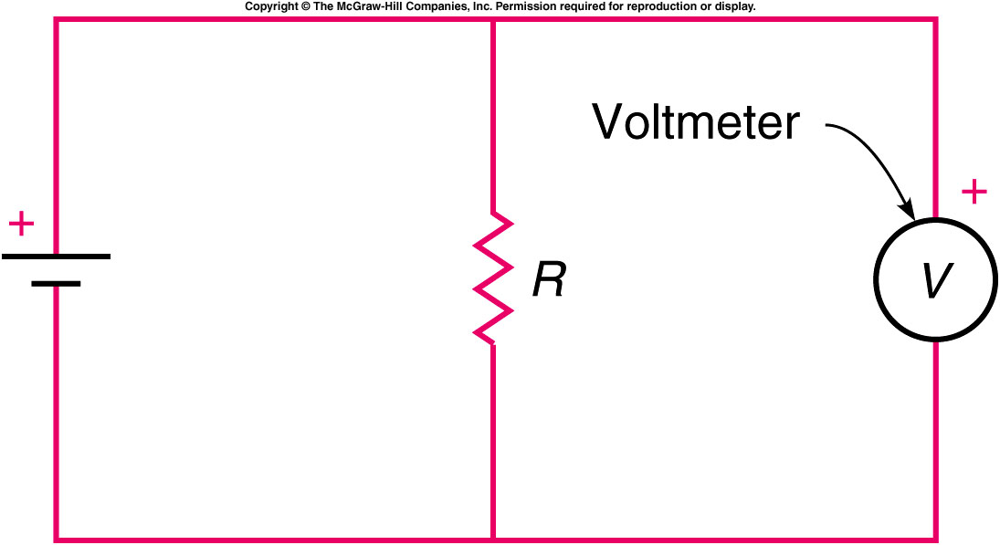 Copyright © The McGraw-Hill Companies, Inc. Permission required for reproduction or display.
Voltmeter
+
+
R
V